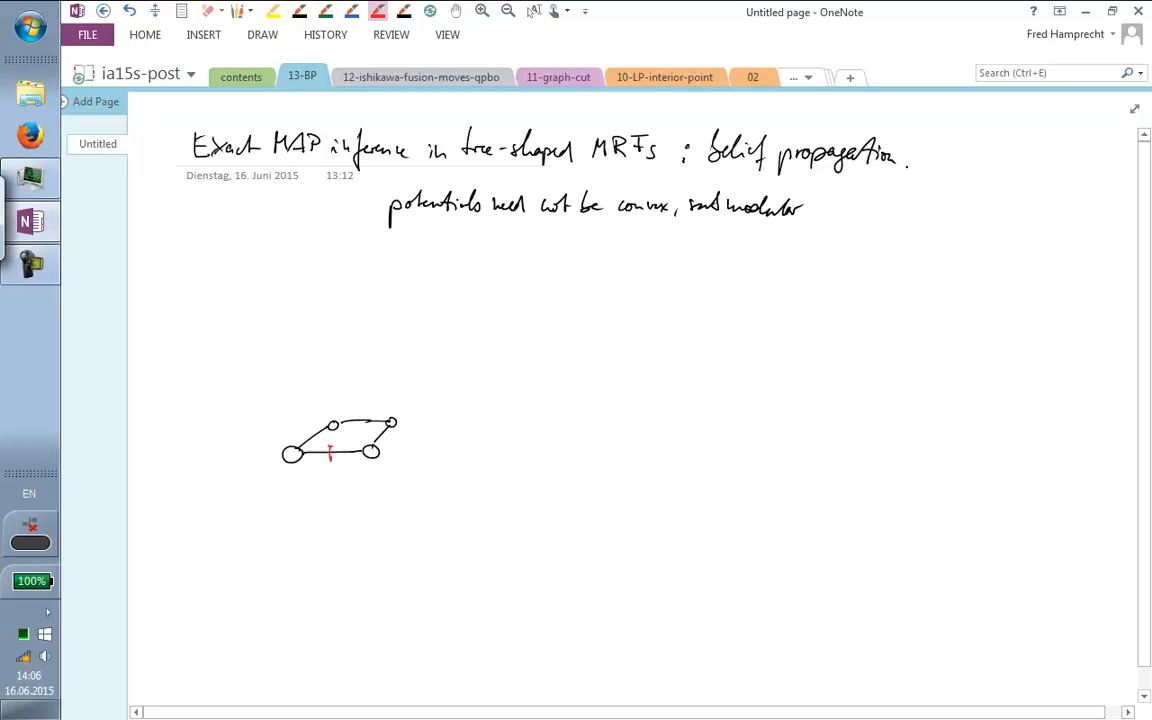 Untitled page - OneNote
FILE HOME INSERT DRAW HISTORY REVIEW VIEW
Fred Hamprecht
ia15s-post
contents 13-BP 12-ishikawa-fusion-moves-qpbo 11-graph-cut 10-LP-interior-point 02 ...
Search (Ctrl+E)
Add Page
Untitled
Exact MAP inference in tree-shaped MRFs : belief propagation.
Dienstag, 16. Juni 2015 13:12
potentials need not be convex, submodular
EN
100%
14:06
16.06.2015